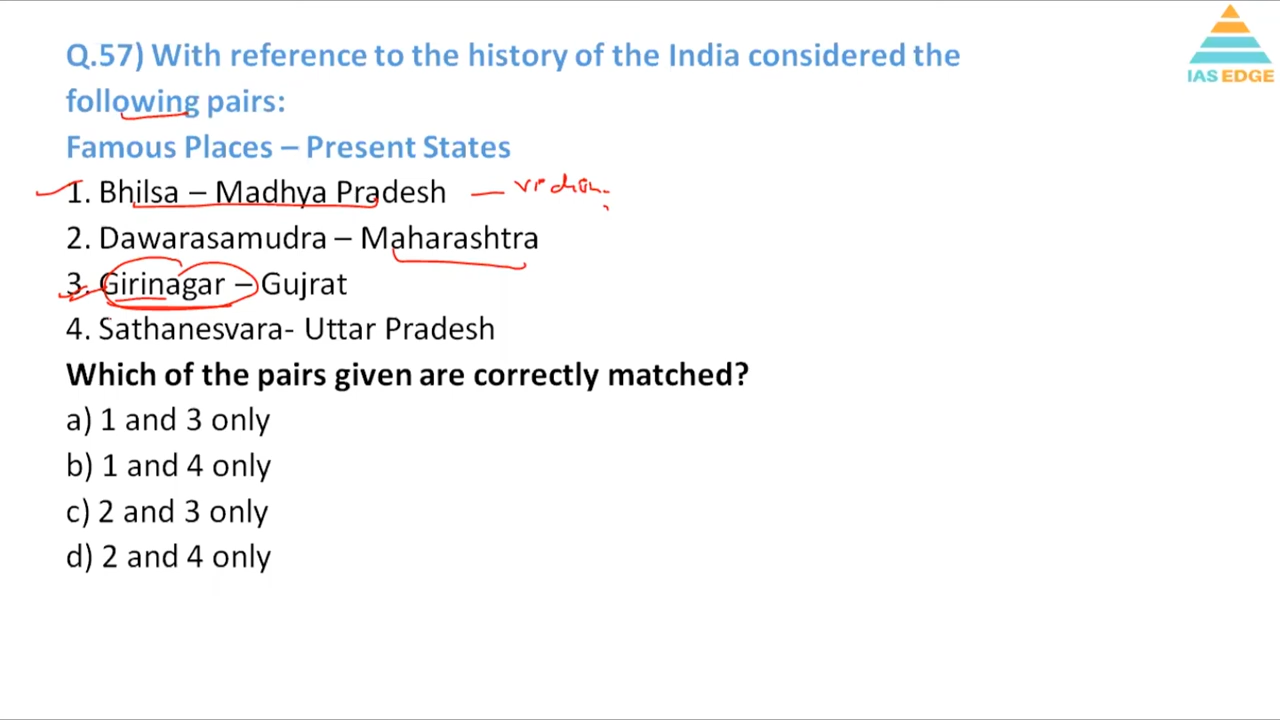 Q.57) With reference to the history of the India considered the
following pairs:
IAS EDGE
Famous Places – Present States
1. Bhilsa – Madhya Pradesh
2. Dawarasamudra – Maharashtra
3. Girinagar – Gujrat
4. Sathanesvara- Uttar Pradesh
Which of the pairs given are correctly matched?
a) 1 and 3 only
b) 1 and 4 only
c) 2 and 3 only
d) 2 and 4 only